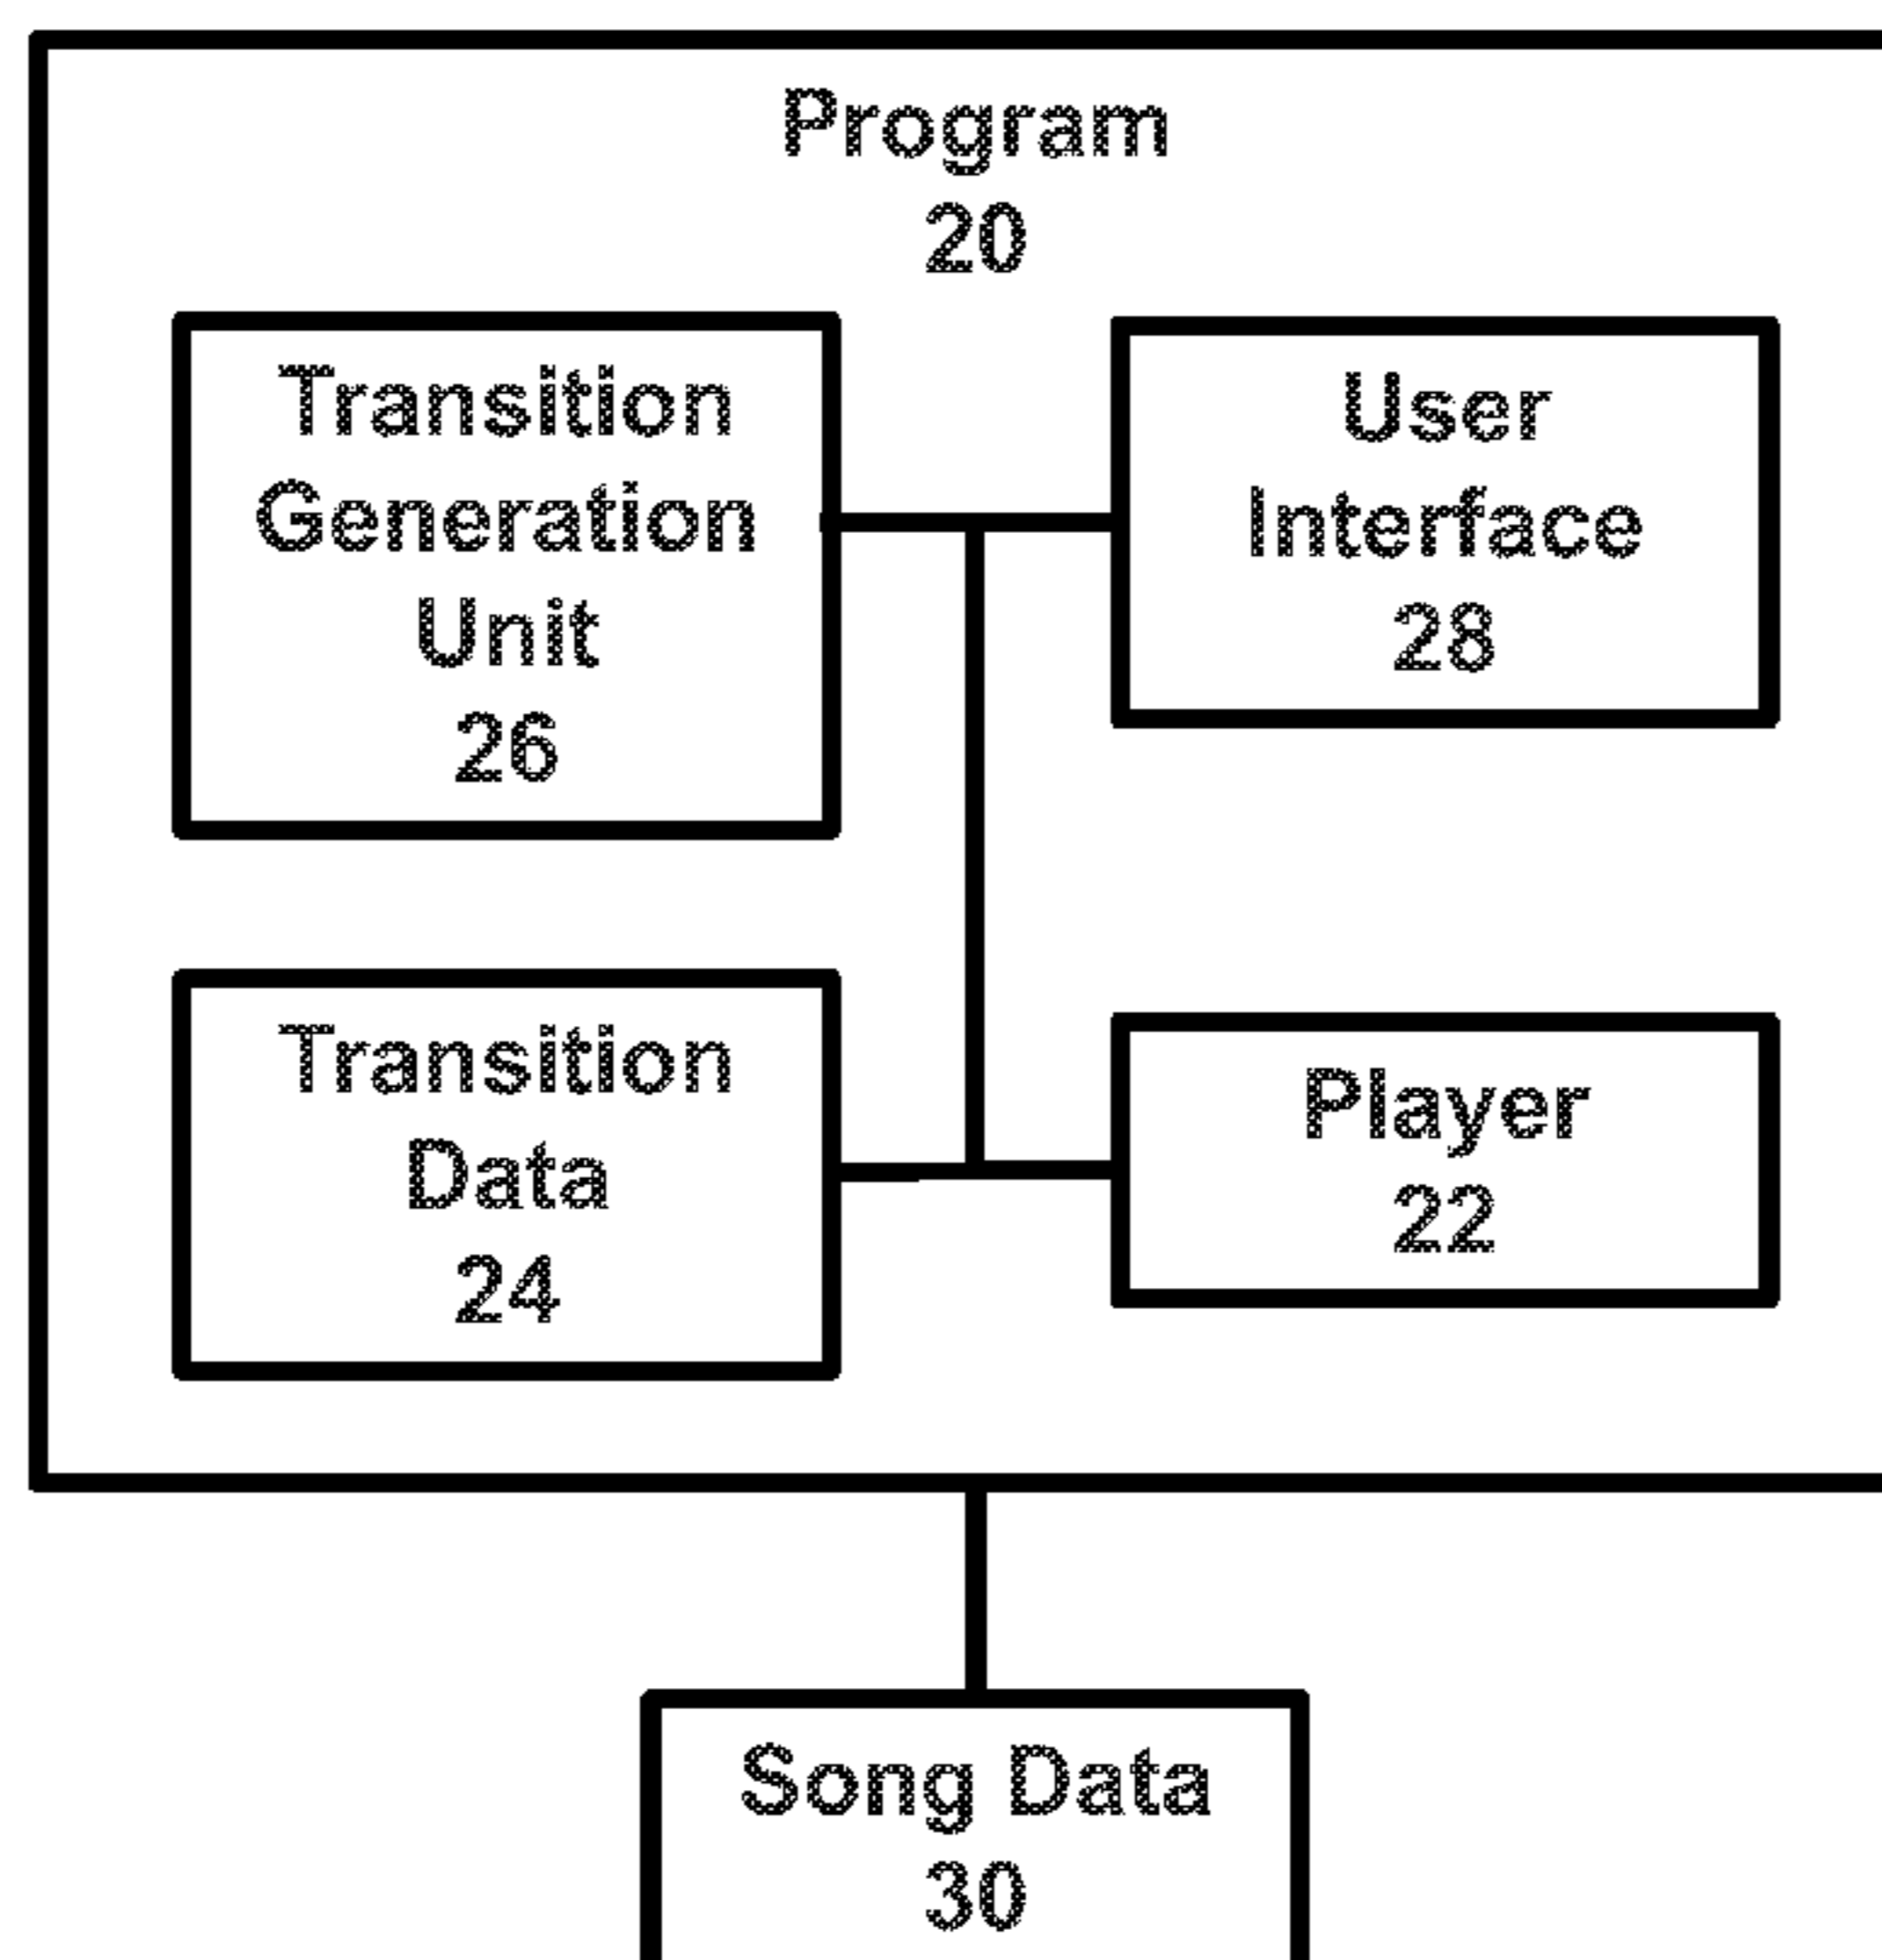 Program
20
Transition
Generation
Unit
26
User
Interface
28
Transition
Data
24
Player
22
Song Data
30